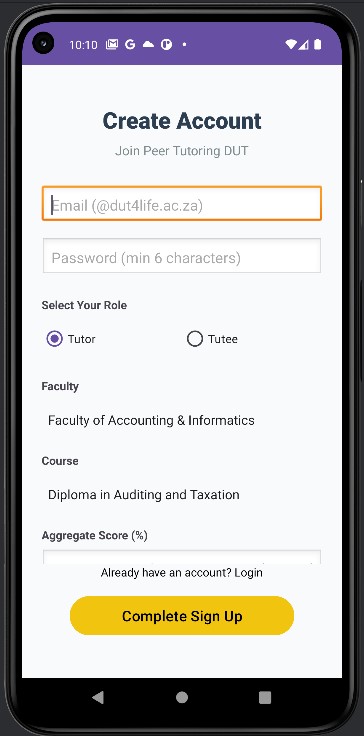 10:10
Create Account
Join Peer Tutoring DUT
Email (@dut4life.ac.za)
Password (min 6 characters)
Select Your Role
Tutor Tutee
Faculty
Faculty of Accounting & Informatics
Course
Diploma in Auditing and Taxation
Aggregate Score (%)
Already have an account? Login
Complete Sign Up